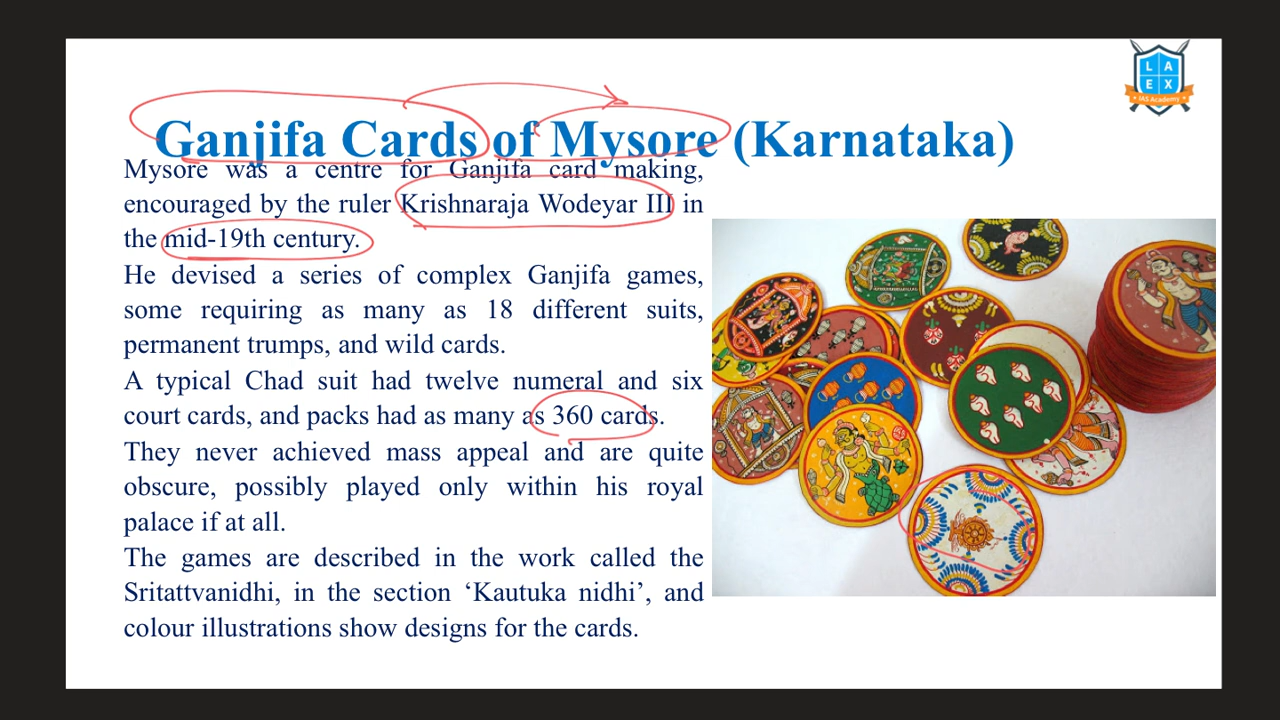 L A
E X
IAS Academy
Ganjifa Cards of Mysore (Karnataka)
Mysore was a centre for Ganjifa card making,
encouraged by the ruler Krishnaraja Wodeyar III in
the mid-19th century.
He devised a series of complex Ganjifa games,
some requiring as many as 18 different suits,
permanent trumps, and wild cards.
A typical Chad suit had twelve numeral and six
court cards, and packs had as many as 360 cards.
They never achieved mass appeal and are quite
obscure, possibly played only within his royal
palace if at all.
The games are described in the work called the
Sritattvanidhi, in the section ‘Kautuka nidhi’, and
colour illustrations show designs for the cards.